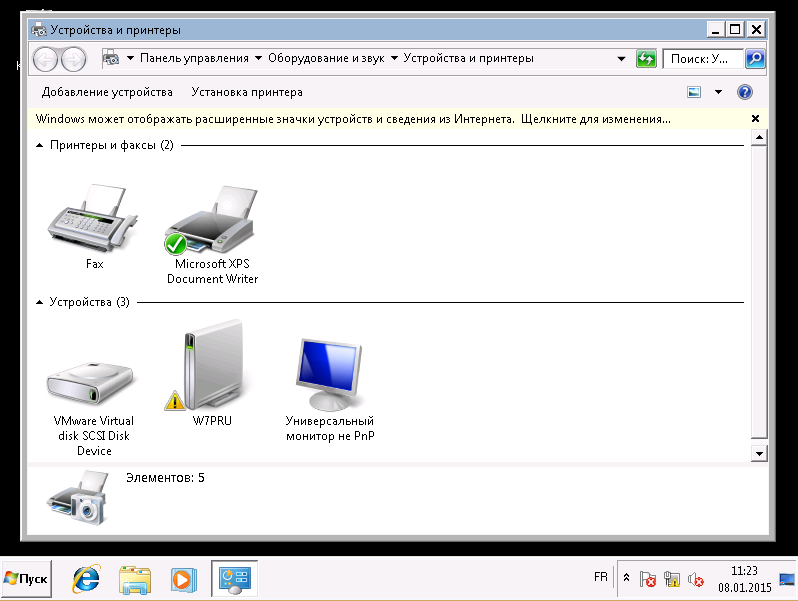 Устройства и принтеры
Панель управления
Оборудование и звук
Устройства и принтеры
Поиск: У...
Добавление устройства
Установка принтера
Windows может отображать расширенные значки устройств и сведения из Интернета. Щелкните для изменения...
Принтеры и факсы (2)
Fax
Microsoft XPS
Document Writer
Устройства (3)
VMware Virtual
disk SCSI Disk
Device
W7PRU
Универсальный
монитор не PnP
Элементов: 5
Пуск
FR
11:23
08.01.2015